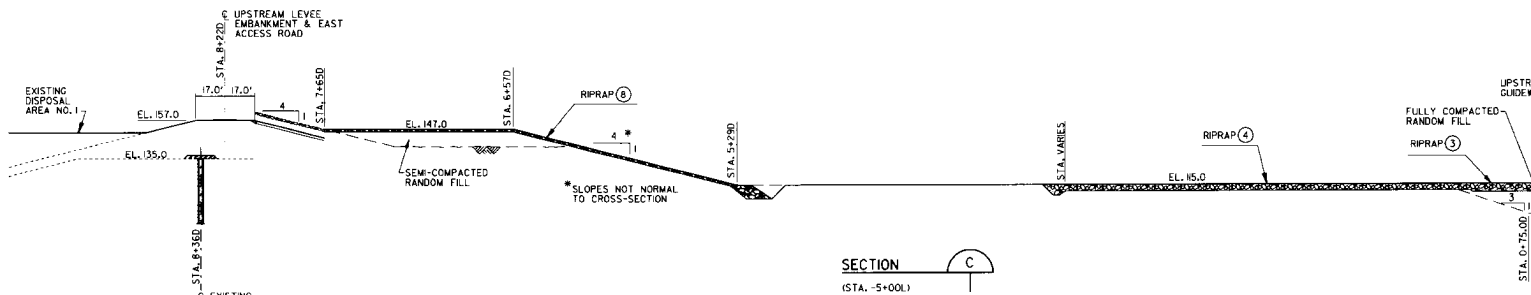 ℄ UPSTREAM LEVEE
EMBANKMENT & EAST
ACCESS ROAD
STA. 8+22D
17.0' 17.0'
EXISTING
DISPOSAL
AREA NO. 1
EL. 157.0
4
1
STA. 7+65D
EL. 147.0
STA. 6+57D
RIPRAP 8
4 *
1
EL. 135.0
SEMI-COMPACTED
RANDOM FILL
*SLOPES NOT NORMAL
TO CROSS-SECTION
STA. 5+29D
STA. VARIES
EL. 115.0
RIPRAP 4
UPSTR
GUIDEW
FULLY COMPACTED
RANDOM FILL
RIPRAP 3
3
1
STA. 0+75.0D
STA. 8+36D
℄ EXISTING
SECTION C
(STA. -5+00L)